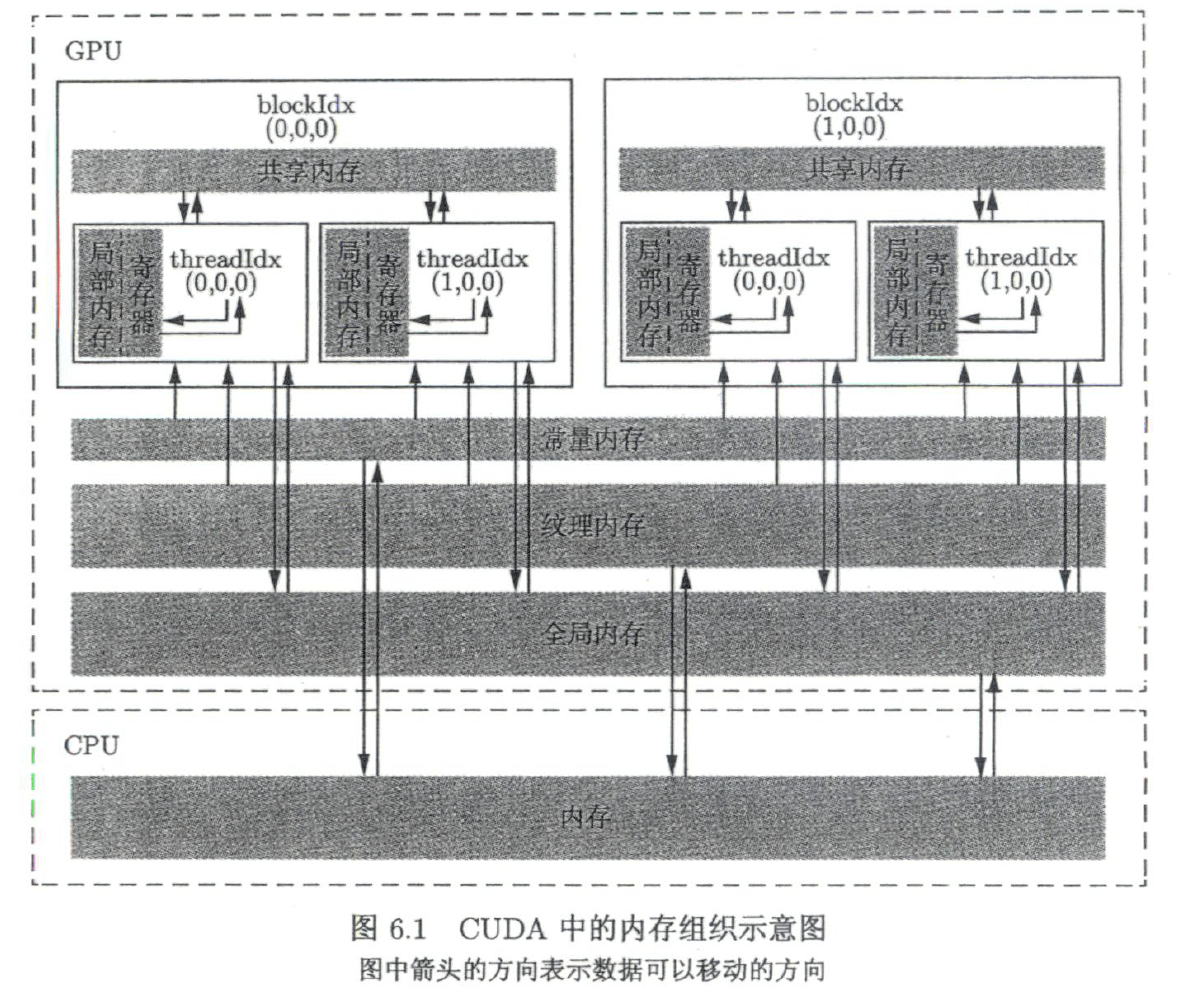 GPU
blockIdx
(0,0,0)
共享内存
局部内存
寄存器
threadIdx
(0,0,0)
局部内存
寄存器
threadIdx
(1,0,0)
blockIdx
(1,0,0)
共享内存
局部内存
寄存器
threadIdx
(0,0,0)
局部内存
寄存器
threadIdx
(1,0,0)
常量内存
纹理内存
全局内存
CPU
内存
图 6.1 CUDA 中的内存组织示意图
图中箭头的方向表示数据可以移动的方向